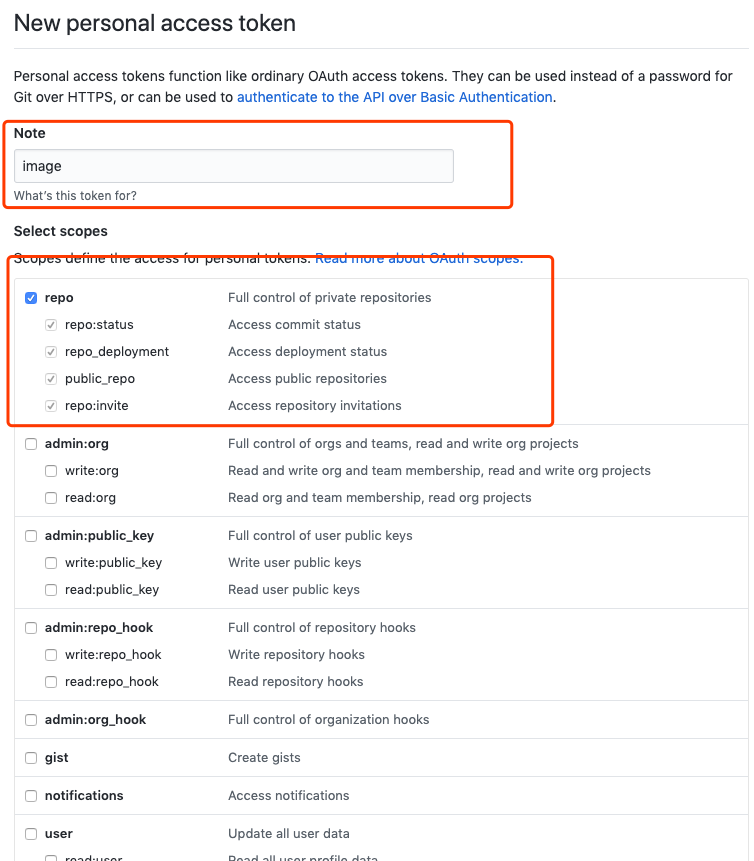 New personal access token
Personal access tokens function like ordinary OAuth access tokens. They can be used instead of a password for
Git over HTTPS, or can be used to authenticate to the API over Basic Authentication.
Note
image
What's this token for?
Select scopes
Scopes define the access for personal tokens. Read more about OAuth scopes.
repo Full control of private repositories
repo:status Access commit status
repo_deployment Access deployment status
public_repo Access public repositories
repo:invite Access repository invitations
admin:org Full control of orgs and teams, read and write org projects
write:org Read and write org and team membership, read and write org projects
read:org Read org and team membership, read org projects
admin:public_key Full control of user public keys
write:public_key Write user public keys
read:public_key Read user public keys
admin:repo_hook Full control of repository hooks
write:repo_hook Write repository hooks
read:repo_hook Read repository hooks
admin:org_hook Full control of organization hooks
gist Create gists
notifications Access notifications
user Update all user data
read:user Read all user profile data